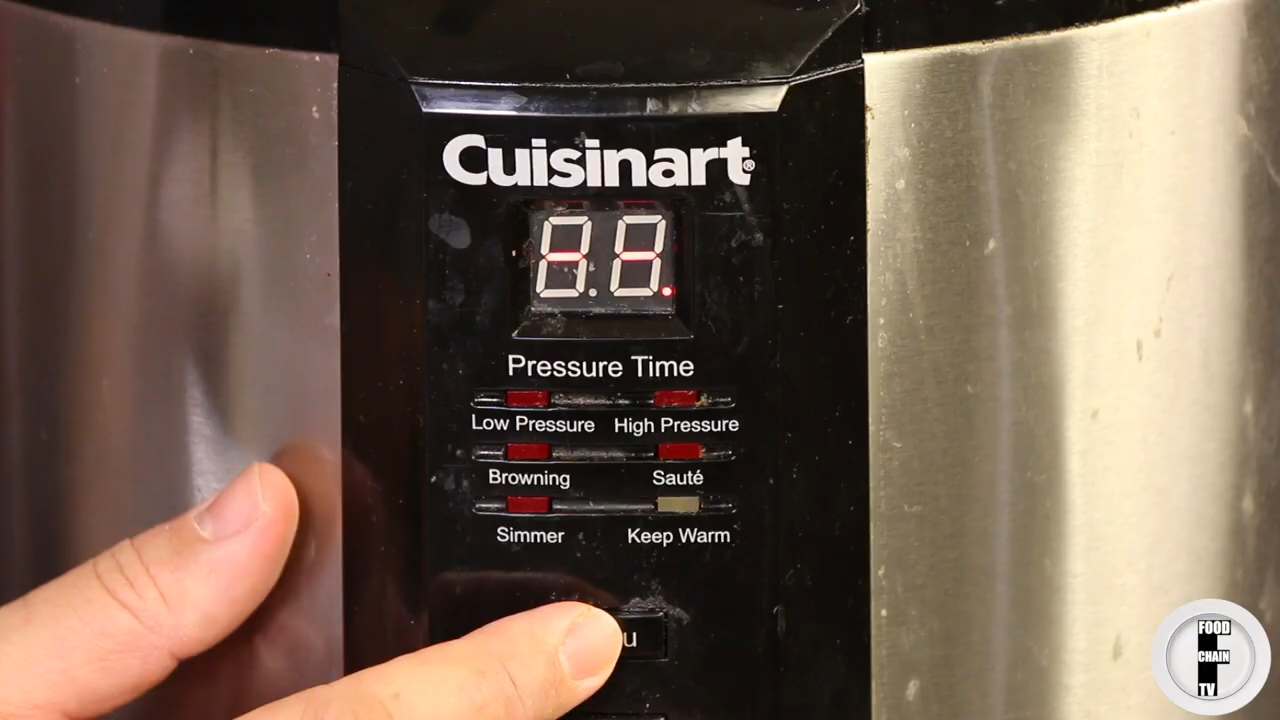 Cuisinart®
Pressure Time
Low Pressure High Pressure
Browning Sauté
Simmer Keep Warm
u
FOOD
CHAIN
TV